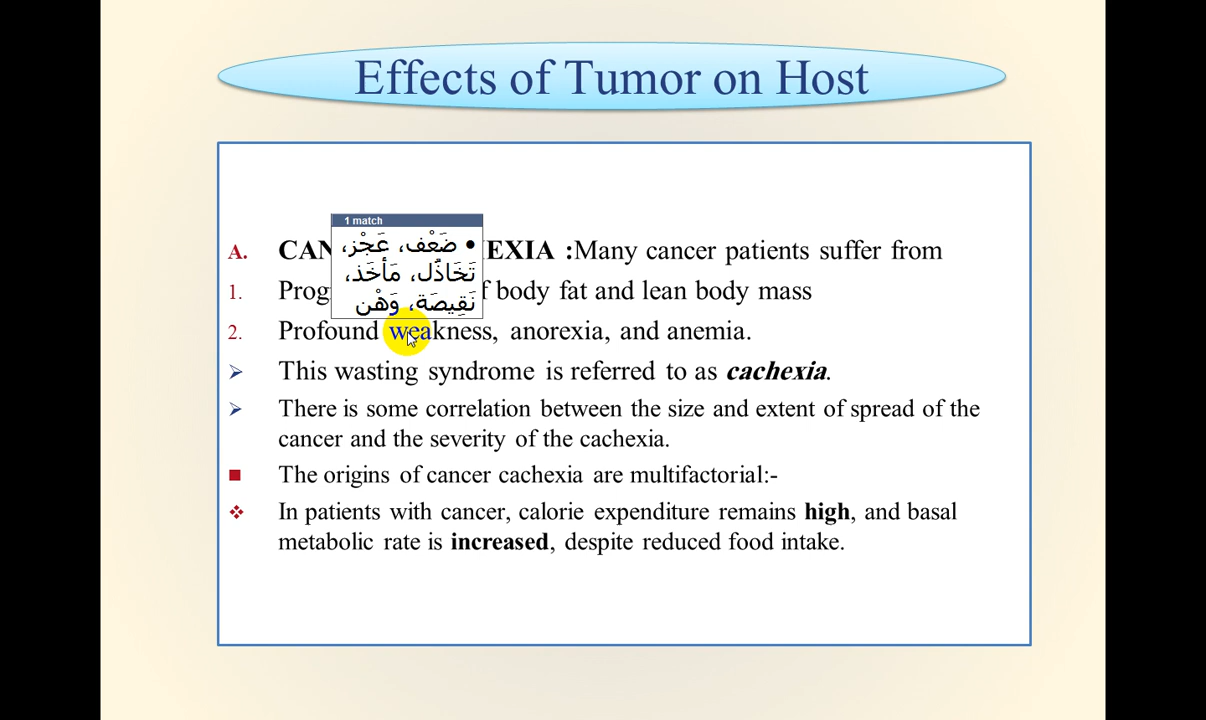 Effects of Tumor on Host
1 match
• ضَعْف، عَجْز،
تَخَاذُل، مَأخَذ،
نَقِيصَة، وَهْن
A. CAN EXIA :Many cancer patients suffer from
1. Prog f body fat and lean body mass
2. Profound weakness, anorexia, and anemia.
➢ This wasting syndrome is referred to as cachexia.
➢ There is some correlation between the size and extent of spread of the
cancer and the severity of the cachexia.
■ The origins of cancer cachexia are multifactorial:-
❖ In patients with cancer, calorie expenditure remains high, and basal
metabolic rate is increased, despite reduced food intake.